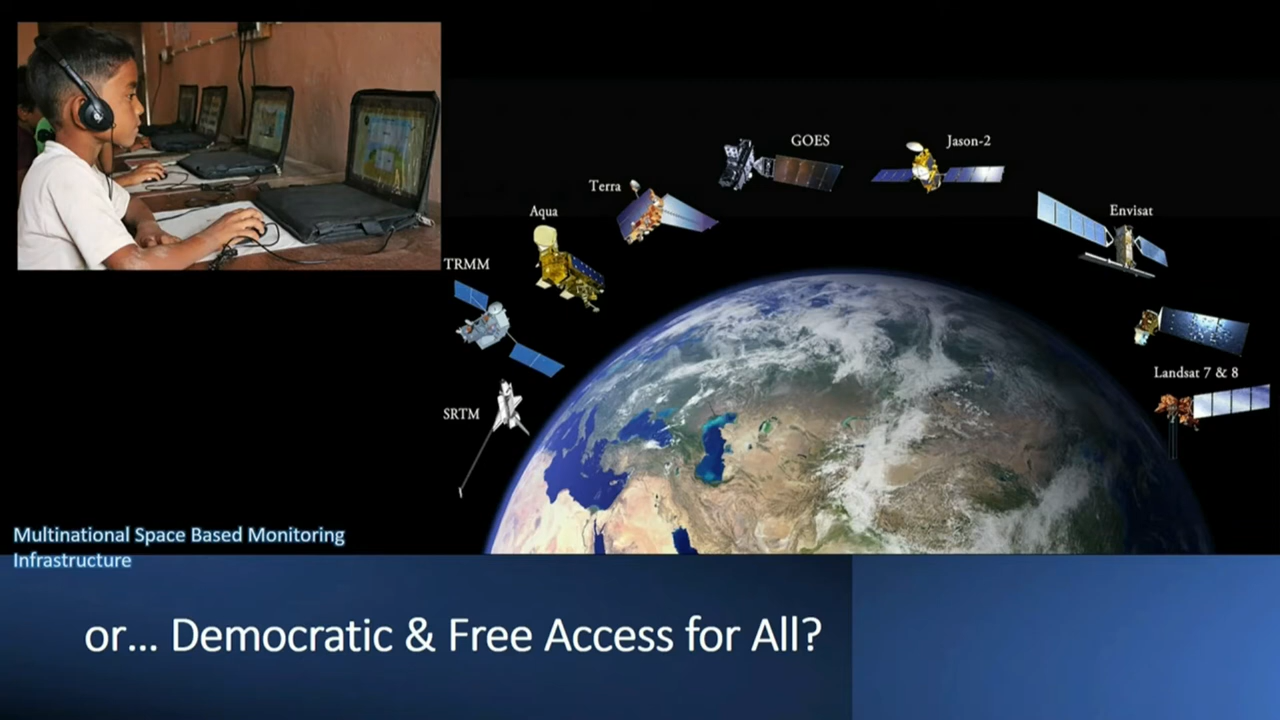 GOES
Jason-2
Terra
Aqua
Envisat
TRMM
Landsat 7 & 8
SRTM
Multinational Space Based Monitoring
Infrastructure
or... Democratic & Free Access for All?